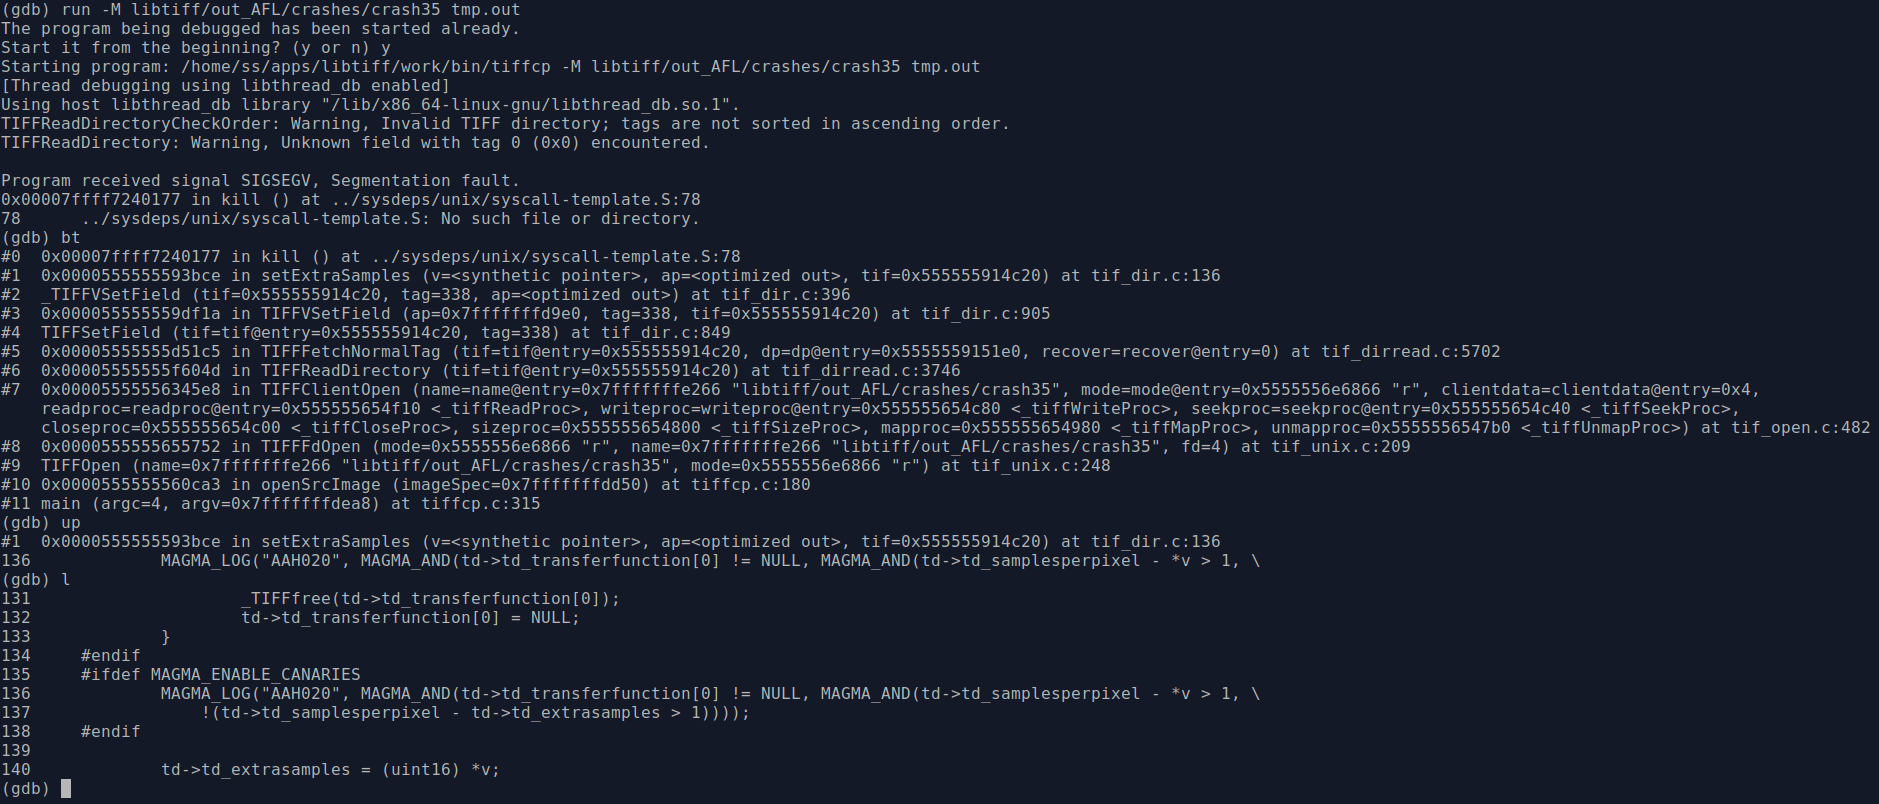 (gdb) run -M libtiff/out_AFL/crashes/crash35 tmp.out
The program being debugged has been started already.
Start it from the beginning? (y or n) y
Starting program: /home/ss/apps/libtiff/work/bin/tiffcp -M libtiff/out_AFL/crashes/crash35 tmp.out
[Thread debugging using libthread_db enabled]
Using host libthread_db library "/lib/x86_64-linux-gnu/libthread_db.so.1".
TIFFReadDirectoryCheckOrder: Warning, Invalid TIFF directory; tags are not sorted in ascending order.
TIFFReadDirectory: Warning, Unknown field with tag 0 (0x0) encountered.

Program received signal SIGSEGV, Segmentation fault.
0x00007ffff7240177 in kill () at ../sysdeps/unix/syscall-template.S:78
78      ../sysdeps/unix/syscall-template.S: No such file or directory.
(gdb) bt
#0  0x00007ffff7240177 in kill () at ../sysdeps/unix/syscall-template.S:78
#1  0x0000555555593bce in setExtraSamples (v=<synthetic pointer>, ap=<optimized out>, tif=0x555555914c20) at tif_dir.c:136
#2  _TIFFVSetField (tif=0x555555914c20, tag=338, ap=<optimized out>) at tif_dir.c:396
#3  0x000055555559df1a in TIFFVSetField (ap=0x7fffffffd9e0, tag=338, tif=0x555555914c20) at tif_dir.c:905
#4  TIFFSetField (tif=tif@entry=0x555555914c20, tag=338) at tif_dir.c:849
#5  0x00005555555d51c5 in TIFFFetchNormalTag (tif=tif@entry=0x555555914c20, dp=dp@entry=0x5555559151e0, recover=recover@entry=0) at tif_dirread.c:5702
#6  0x00005555555f604d in TIFFReadDirectory (tif=tif@entry=0x555555914c20) at tif_dirread.c:3746
#7  0x00005555556345e8 in TIFFClientOpen (name=name@entry=0x7fffffffe266 "libtiff/out_AFL/crashes/crash35", mode=mode@entry=0x5555556e6866 "r", clientdata=clientdata@entry=0x4,
    readproc=readproc@entry=0x555555654f10 <_tiffReadProc>, writeproc=writeproc@entry=0x555555654c80 <_tiffWriteProc>, seekproc=seekproc@entry=0x555555654c40 <_tiffSeekProc>,
    closeproc=0x555555654c00 <_tiffCloseProc>, sizeproc=0x555555654800 <_tiffSizeProc>, mapproc=0x555555654980 <_tiffMapProc>, unmapproc=0x5555556547b0 <_tiffUnmapProc>) at tif_open.c:482
#8  0x0000555555655752 in TIFFFdOpen (mode=0x5555556e6866 "r", name=0x7fffffffe266 "libtiff/out_AFL/crashes/crash35", fd=4) at tif_unix.c:209
#9  TIFFOpen (name=0x7fffffffe266 "libtiff/out_AFL/crashes/crash35", mode=0x5555556e6866 "r") at tif_unix.c:248
#10 0x0000555555560ca3 in openSrcImage (imageSpec=0x7fffffffdd50) at tiffcp.c:180
#11 main (argc=4, argv=0x7fffffffdea8) at tiffcp.c:315
(gdb) up
#1  0x0000555555593bce in setExtraSamples (v=<synthetic pointer>, ap=<optimized out>, tif=0x555555914c20) at tif_dir.c:136
136             MAGMA_LOG("AAH020", MAGMA_AND(td->td_transferfunction[0] != NULL, MAGMA_AND(td->td_samplesperpixel - *v > 1, \
(gdb) l
131                     _TIFFfree(td->td_transferfunction[0]);
132                     td->td_transferfunction[0] = NULL;
133             }
134     #endif
135     #ifdef MAGMA_ENABLE_CANARIES
136             MAGMA_LOG("AAH020", MAGMA_AND(td->td_transferfunction[0] != NULL, MAGMA_AND(td->td_samplesperpixel - *v > 1, \
137                 !(td->td_samplesperpixel - td->td_extrasamples > 1))));
138     #endif
139
140             td->td_extrasamples = (uint16) *v;
(gdb)